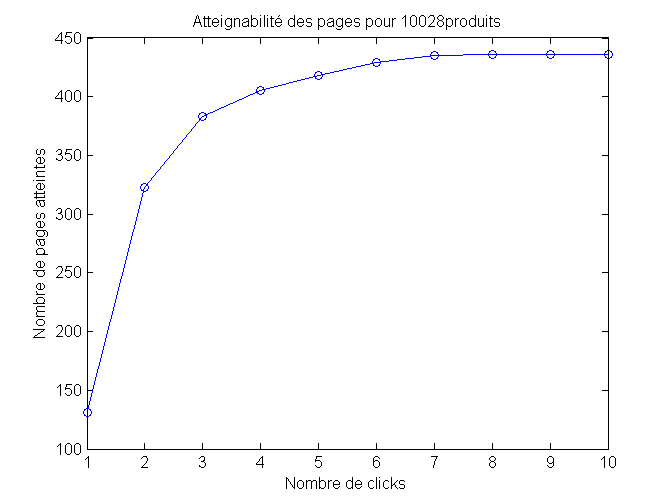 Atteignabilité des pages pour 10028produits
450
400
350
300
250
200
150
100
Nombre de pages atteintes
1 2 3 4 5 6 7 8 9 10
Nombre de clicks